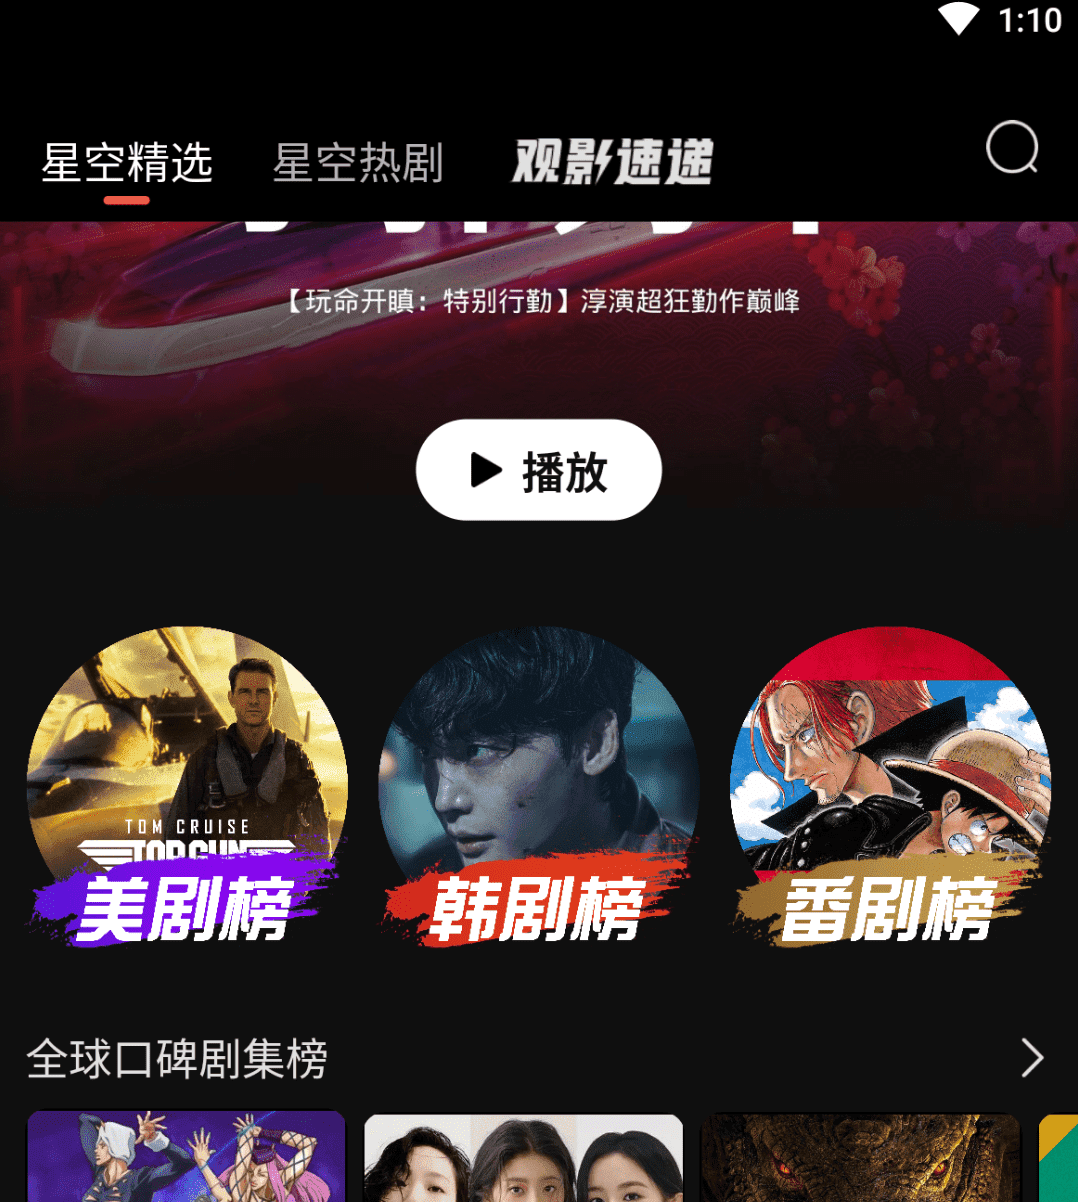 1:10
星空精选
星空热剧
观影速递
【玩命开瞋：特别行勤】淳演超狂勤作巅峰
播放
TOM CRUISE
TOP GUN
美剧榜
韩剧榜
番剧榜
全球口碑剧集榜